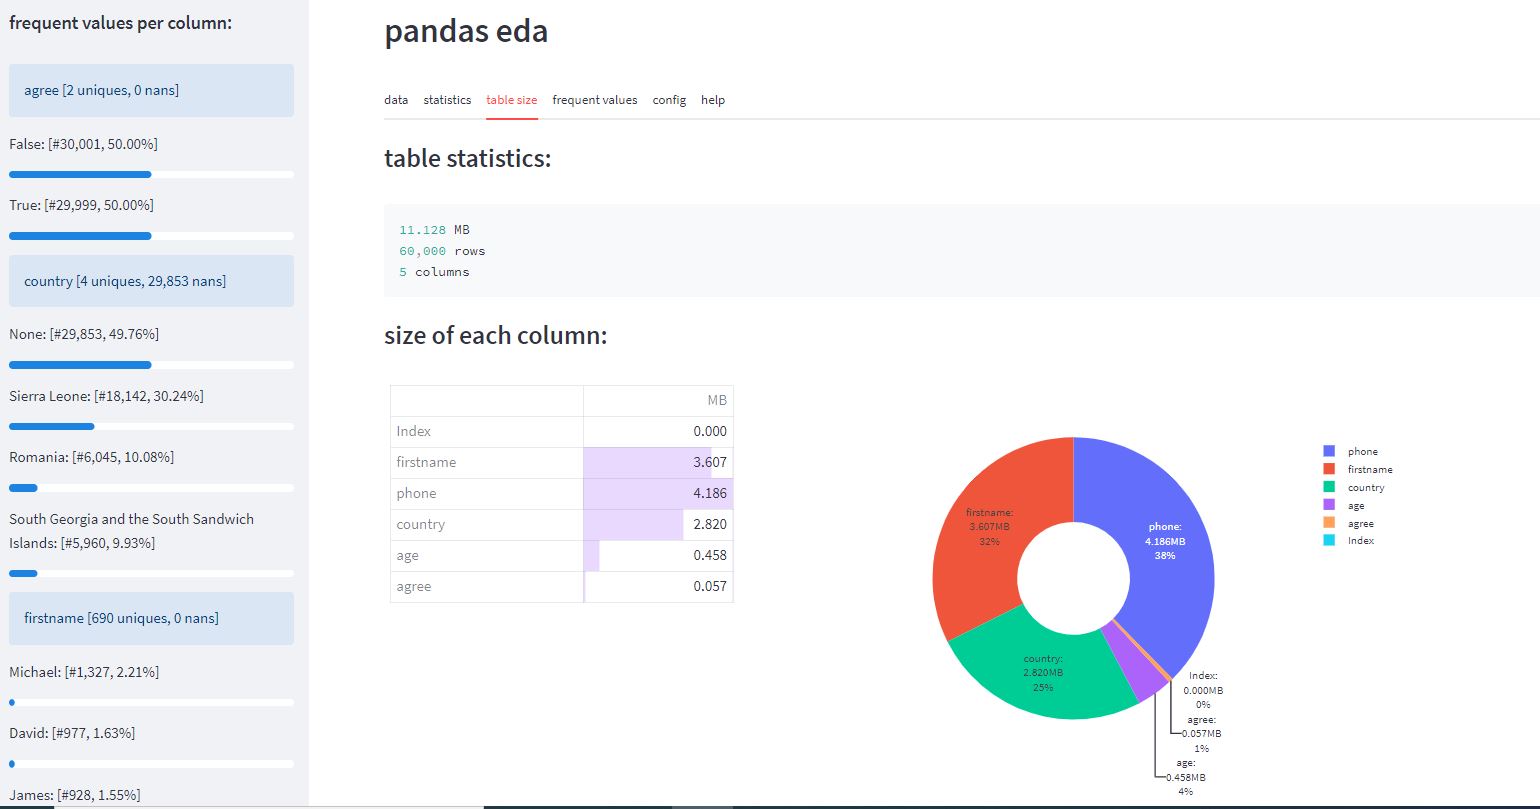 frequent values per column:
agree [2 uniques, 0 nans]
False: [#30,001, 50.00%]
True: [#29,999, 50.00%]
country [4 uniques, 29,853 nans]
None: [#29,853, 49.76%]
Sierra Leone: [#18,142, 30.24%]
Romania: [#6,045, 10.08%]
South Georgia and the South Sandwich
Islands: [#5,960, 9.93%]
firstname [690 uniques, 0 nans]
Michael: [#1,327, 2.21%]
David: [#977, 1.63%]
James: [#928, 1.55%]
pandas eda
data statistics table size frequent values config help
table statistics:
11.128 MB
60,000 rows
5 columns
size of each column:
MB
Index 0.000
firstname 3.607
phone 4.186
country 2.820
age 0.458
agree 0.057
firstname:
3.607MB
32%
phone:
4.186MB
38%
country:
2.820MB
25%
Index:
0.000MB
0%
agree:
0.057MB
1%
age:
0.458MB
4%
phone
firstname
country
age
agree
Index